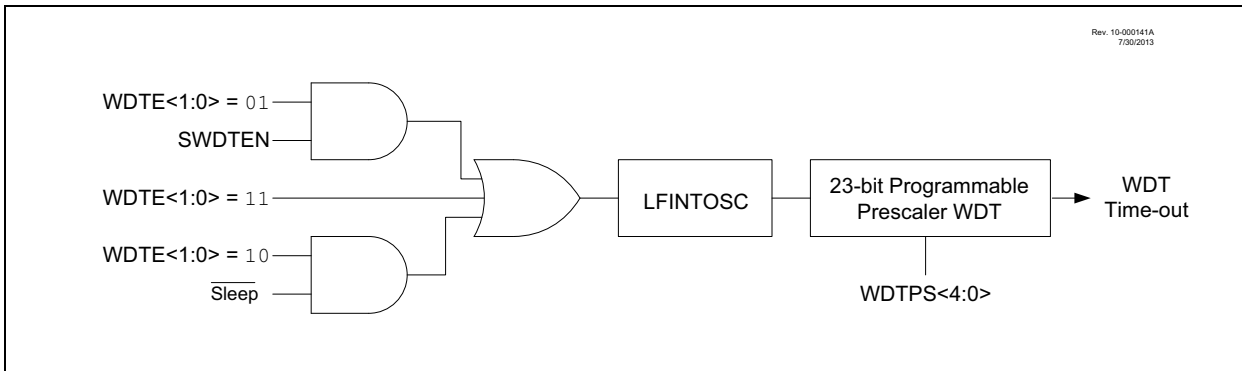 Rev. 10-000141A
7/30/2013
WDTE<1:0> = 01
SWDTEN
WDTE<1:0> = 11
WDTE<1:0> = 10
Sleep
LFINTOSC
23-bit Programmable
Prescaler WDT
WDTPS<4:0>
WDT
Time-out